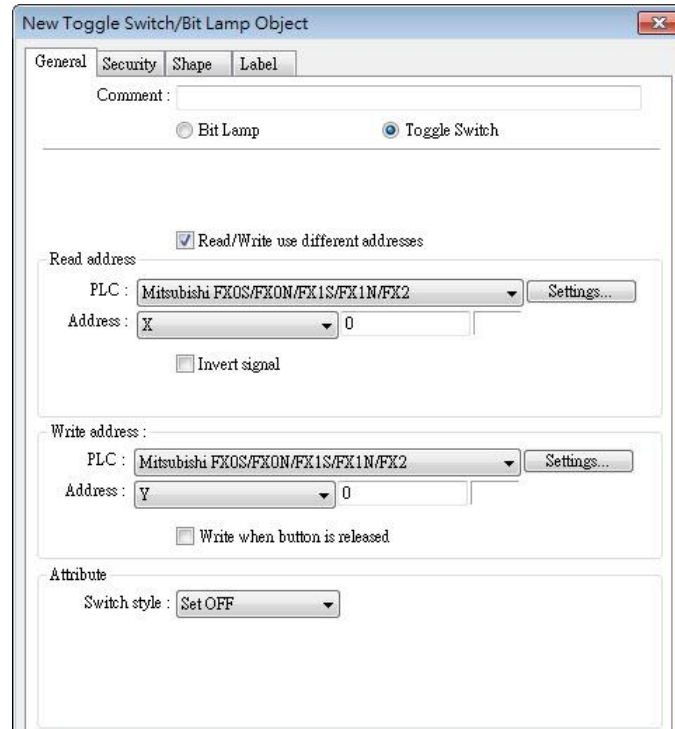 New Toggle Switch/Bit Lamp Object
General Security Shape Label
Comment :
Bit Lamp Toggle Switch
Read/Write use different addresses
Read address
PLC : Mitsubishi FX0S/FX0N/FX1S/FX1N/FX2 Settings...
Address : X 0
Invert signal
Write address :
PLC : Mitsubishi FX0S/FX0N/FX1S/FX1N/FX2 Settings...
Address : Y 0
Write when button is released
Attribute
Switch style : Set OFF